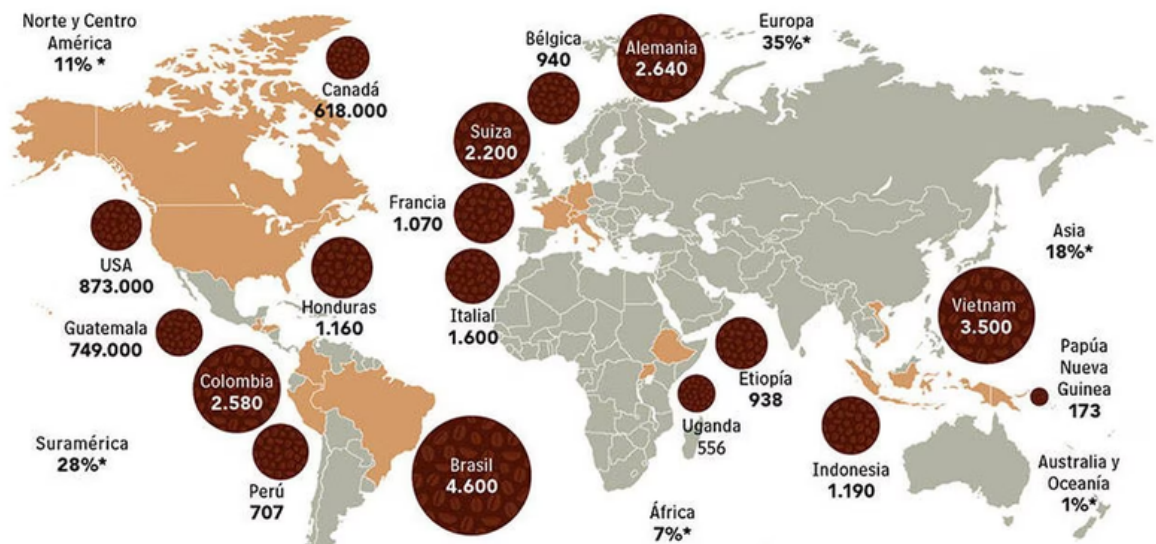 Norte y Centro
América
11% *
Canadá
618.000
USA
873.000
Honduras
1.160
Guatemala
749.000
Colombia
2.580
Suramérica
28%*
Perú
707
Brasil
4.600
Europa
35%*
Bélgica
940
Alemania
2.640
Suiza
2.200
Francia
1.070
Italial
1.600
Etiopía
938
Uganda
556
África
7%*
Asia
18%*
Vietnam
3.500
Papúa
Nueva
Guinea
173
Indonesia
1.190
Australia y
Oceanía
1%*